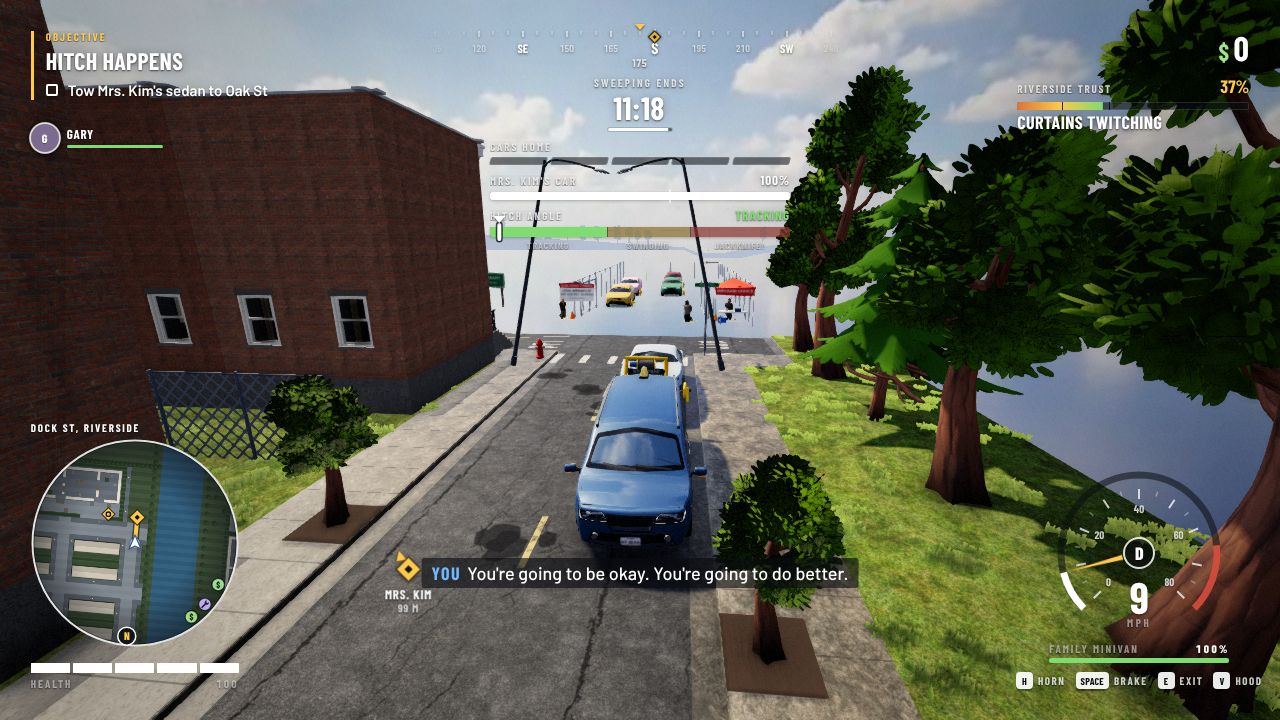 OBJECTIVE
HITCH HAPPENS
Tow Mrs. Kim's sedan to Oak St
G
GARY
120 SE 150 165 S 195 210 SW 240
175
SWEEPING ENDS
11:18
CARS HOME
MRS. KIM'S CAR 100%
HITCH ANGLE TRACKING
TRACKING SWINGING JACKKNIFE
$0
RIVERSIDE TRUST 37%
CURTAINS TWITCHING
DOCK ST, RIVERSIDE
$
$
N
HEALTH 100
MRS. KIM
99 M
YOU You're going to be okay. You're going to do better.
0 20 40 60 80
D
9
MPH
FAMILY MINIVAN 100%
H HORN SPACE BRAKE E EXIT V HOOD